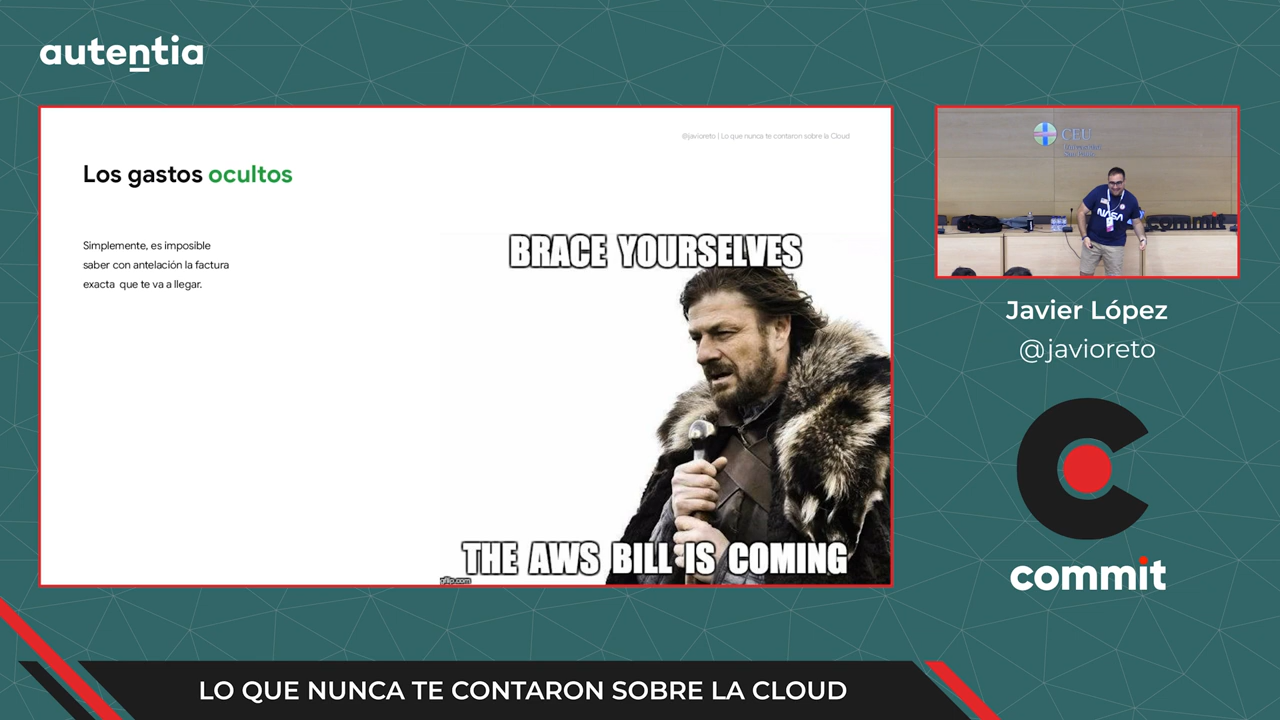 autentia
@javioreto | Lo que nunca te contaron sobre la Cloud
Los gastos ocultos
Simplemente, es imposible
saber con antelación la factura
exacta que te va a llegar.
BRACE YOURSELVES
THE AWS BILL IS COMING
CEU
NASA
commit
Javier López
@javioreto
commit
LO QUE NUNCA TE CONTARON SOBRE LA CLOUD